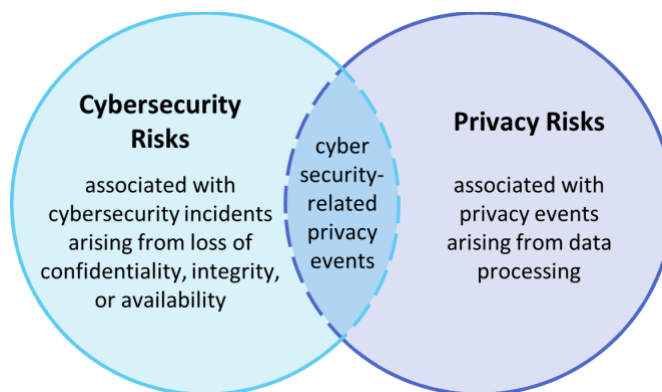 Cybersecurity
Risks
associated with
cybersecurity incidents
arising from loss of
confidentiality, integrity,
or availability
cyber
security-
related
privacy
events
Privacy Risks
associated with
privacy events
arising from data
processing